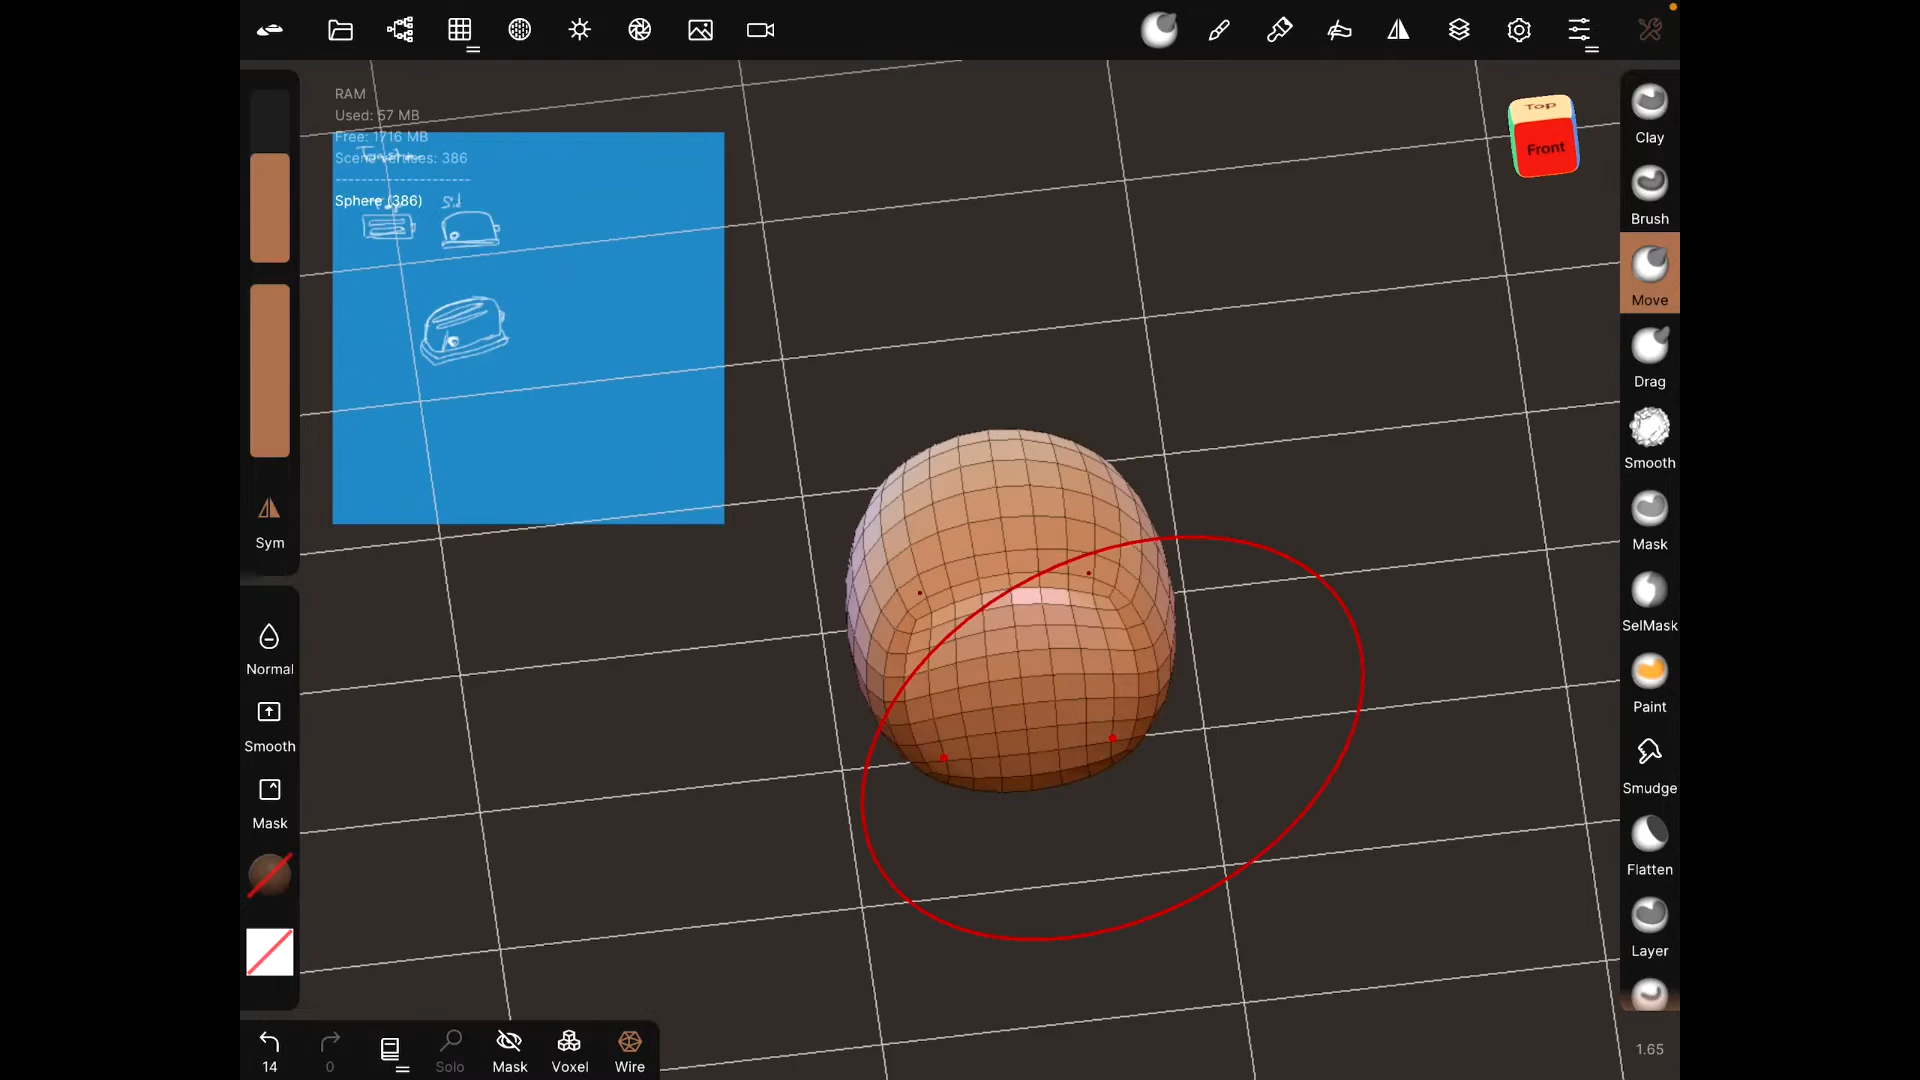 RAM
Used: 57 MB
Free: 1716 MB
Scene vertices: 386
Sphere (386)
Top
Front
Clay
Brush
Move
Drag
Smooth
Mask
SelMask
Paint
Smudge
Flatten
Layer
1.65
Sym
Normal
Smooth
Mask
14
0
Solo
Mask
Voxel
Wire